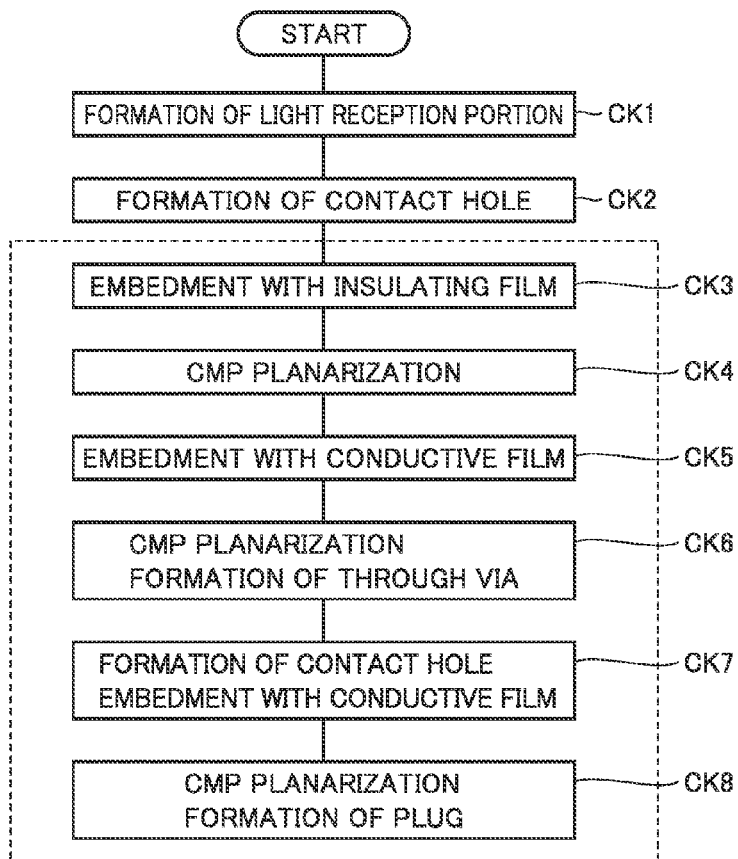 START
FORMATION OF LIGHT RECEPTION PORTION
CK1
FORMATION OF CONTACT HOLE
CK2
EMBEDMENT WITH INSULATING FILM
CK3
CMP PLANARIZATION
CK4
EMBEDMENT WITH CONDUCTIVE FILM
CK5
CMP PLANARIZATION
FORMATION OF THROUGH VIA
CK6
FORMATION OF CONTACT HOLE
EMBEDMENT WITH CONDUCTIVE FILM
CK7
CMP PLANARIZATION
FORMATION OF PLUG
CK8